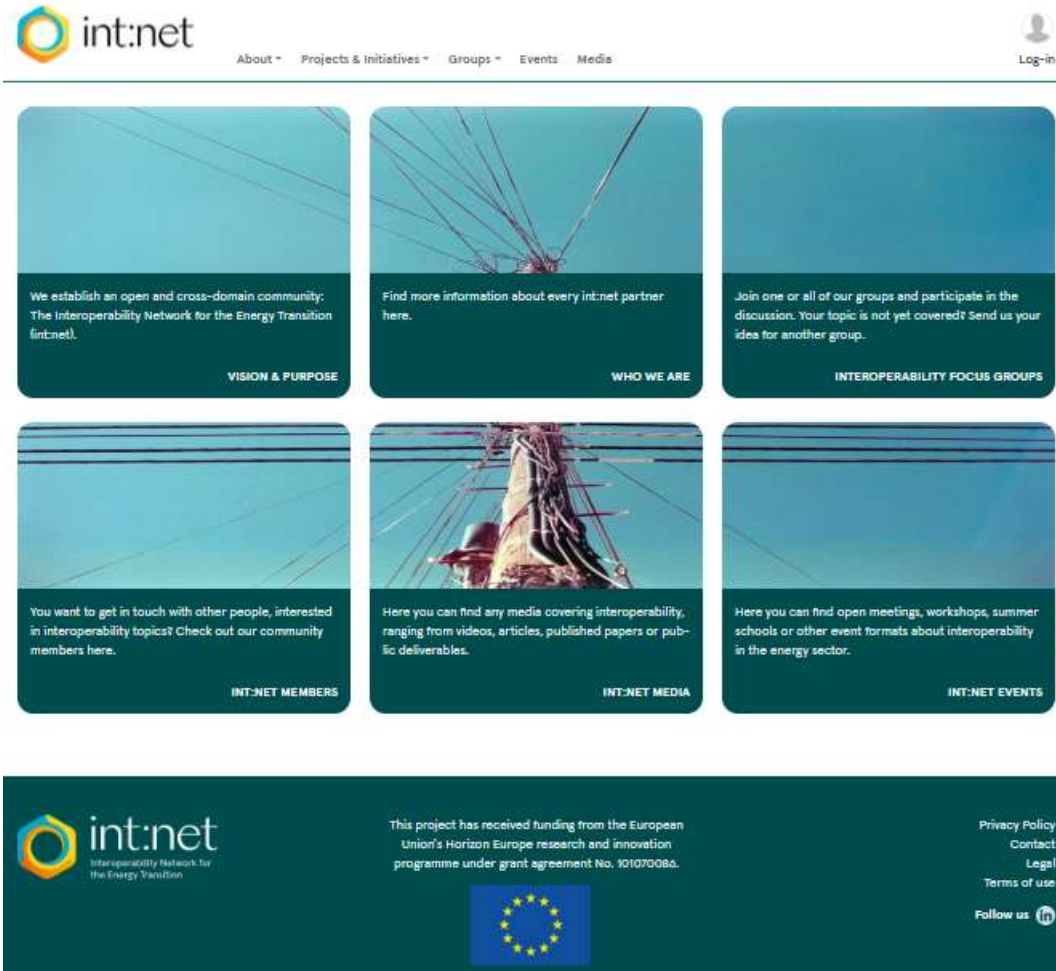 int:net
About Projects & Initiatives Groups Events Media
Log-in
We establish an open and cross-domain community:
The Interoperability Network for the Energy Transition
(int:net).
VISION & PURPOSE
Find more information about every int:net partner
here.
WHO WE ARE
Join one or all of our groups and participate in the
discussion. Your topic is not yet covered? Send us your
idea for another group.
INTEROPERABILITY FOCUS GROUPS
You want to get in touch with other people, interested
in interoperability topics? Check out our community
members here.
INT:NET MEMBERS
Here you can find any media covering interoperability,
ranging from videos, articles, published papers or pub-
lic deliverables.
INT:NET MEDIA
Here you can find open meetings, workshops, summer
schools or other event formats about interoperability
in the energy sector.
INT:NET EVENTS
int:net
Interoperability Network for
the Energy Transition
This project has received funding from the European
Union's Horizon Europe research and innovation
programme under grant agreement No. 101070086.
Privacy Policy
Contact
Legal
Terms of use
Follow us in